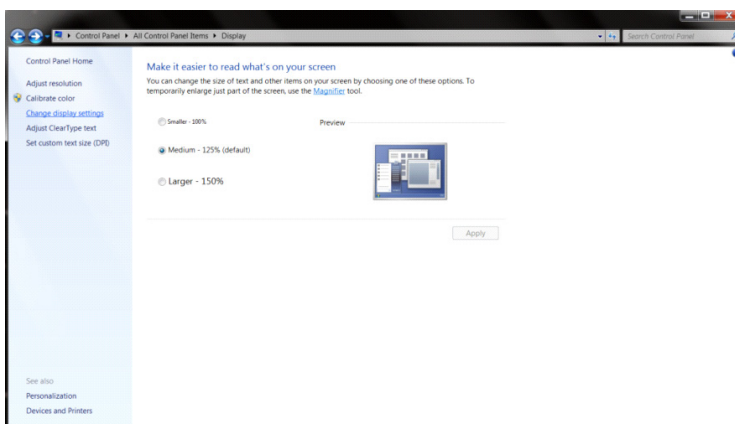 Control Panel All Control Panel Items Display
Search Control Panel
Control Panel Home
Adjust resolution
Calibrate color
Change display settings
Adjust ClearType text
Set custom text size (DPI)
Make it easier to read what's on your screen
You can change the size of text and other items on your screen by choosing one of these options. To
temporarily enlarge just part of the screen, use the Magnifier tool.
Smaller - 100%
Preview
Medium - 125% (default)
Larger - 150%
Apply
See also
Personalization
Devices and Printers